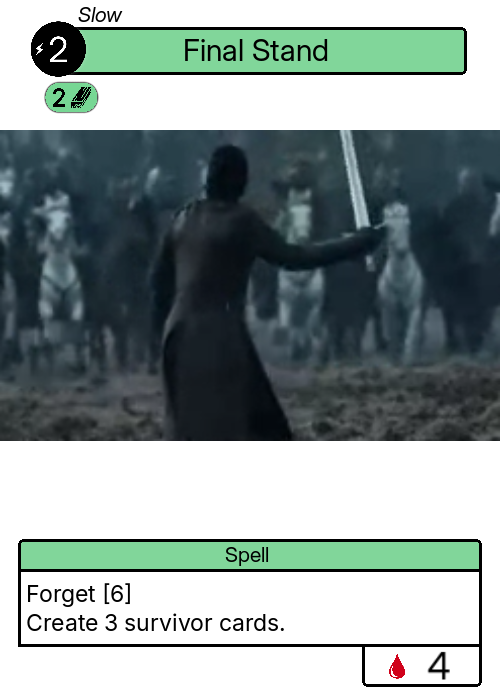 Slow
2
Final Stand
2
Spell
Forget [6]
Create 3 survivor cards.
4